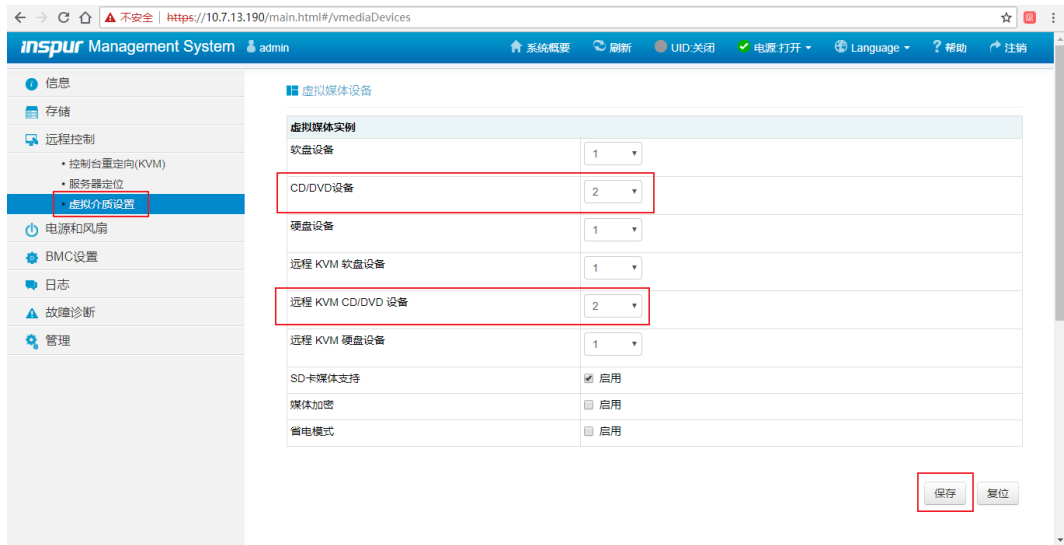 不安全 | https://10.7.13.190/main.html#/vmediaDevices
inspur Management System admin 系统概要 刷新 UID:关闭 电源:打开 Language ? 帮助 注销
信息
存储
远程控制
• 控制台重定向(KVM)
• 服务器定位
• 虚拟介质设置
电源和风扇
BMC设置
日志
故障诊断
管理
虚拟媒体设备
虚拟媒体实例
软盘设备 1
CD/DVD设备 2
硬盘设备 1
远程 KVM 软盘设备 1
远程 KVM CD/DVD 设备 2
远程 KVM 硬盘设备 1
SD卡媒体支持 启用
媒体加密 启用
省电模式 启用
保存 复位